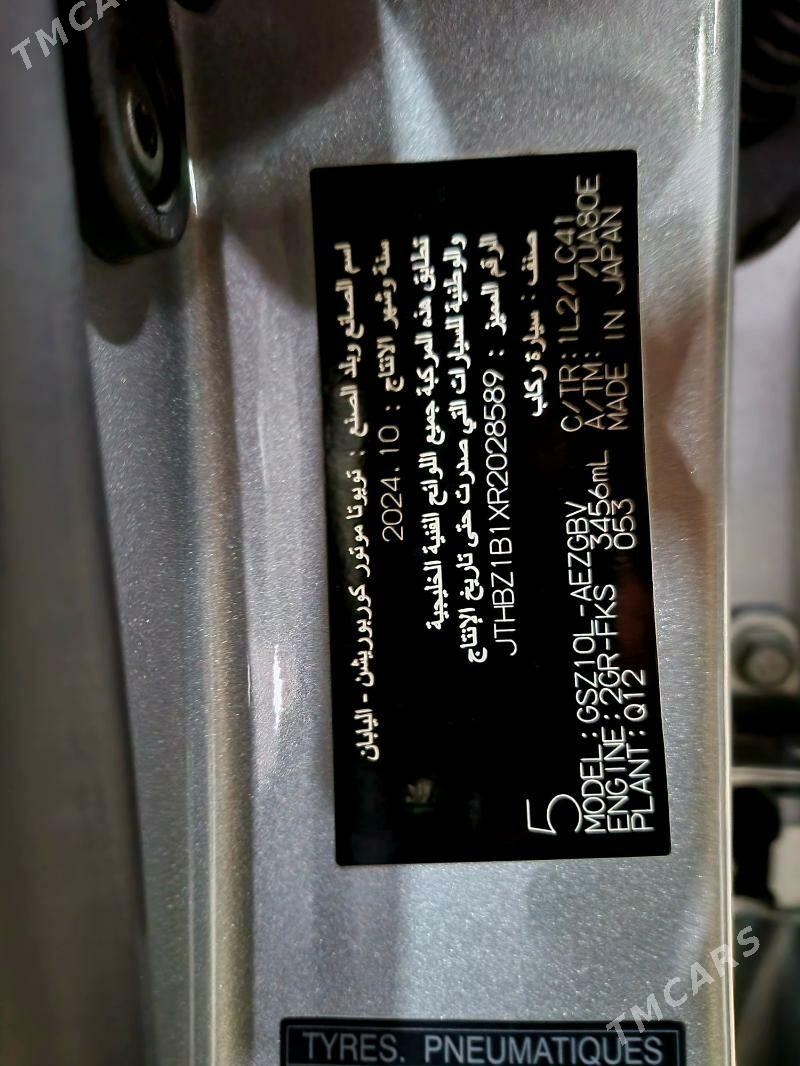 TMCARS
اسم الصانع وبلد الصنع : تويوتا موتور كوربوريشن - اليابان
سنة وشهر الإنتاج : 2024.10
تطابق هذه المركبة جميع اللوائح الفنية الخليجية
والوطنية للسيارات التي صدرت حتى تاريخ الإنتاج
الرقم المميز : JTHBZ1B1XR2028589
صنف : سيارة ركاب
5
MODEL : GSZ10L-AEZGBV C/TR : 1L2/LC41
ENGINE : 2GR-FKS 3456mL A/TM : /UA80E
PLANT : Q12 053 MADE IN JAPAN
TYRES. PNEUMATIQUES
TMCARS